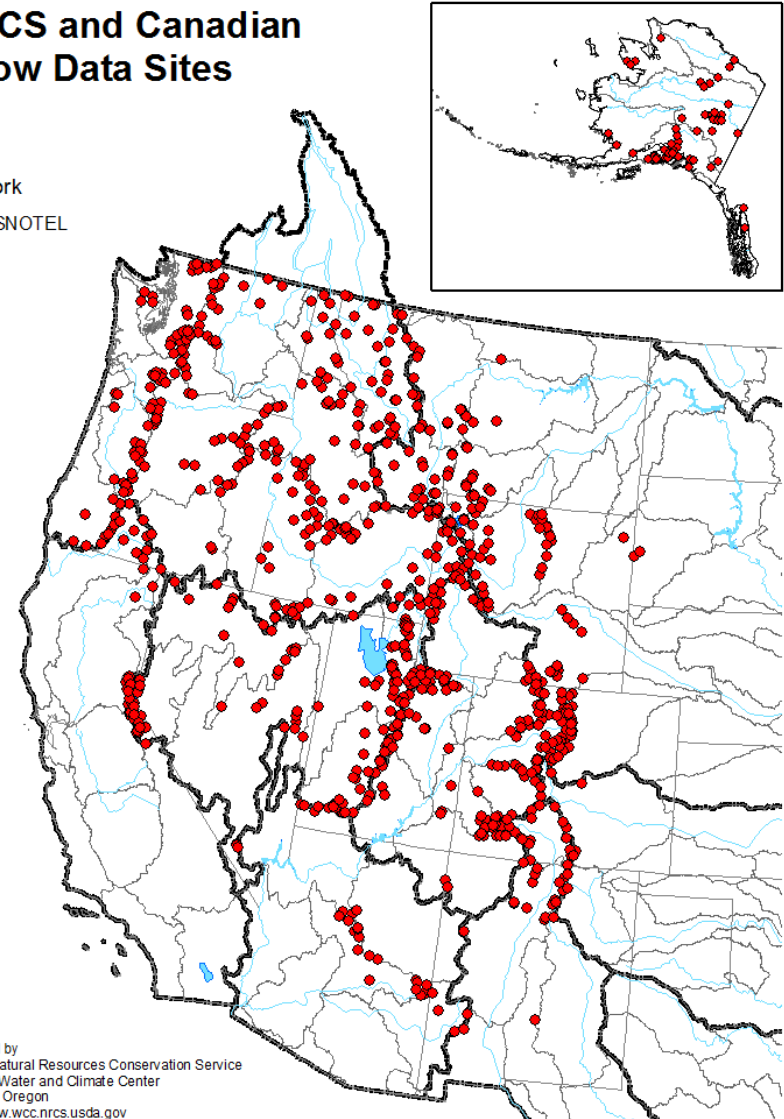 CS and Canadian
ow Data Sites
ork
SNOTEL
by
atural Resources Conservation Service
Water and Climate Center
Oregon
w.wcc.nrcs.usda.gov